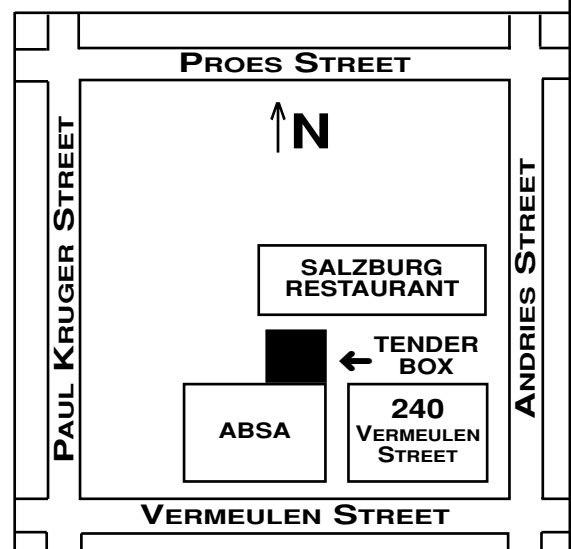 PROES STREET
N
PAUL KRUGER STREET
ANDRIES STREET
SALZBURG
RESTAURANT
TENDER
BOX
ABSA
240
VERMEULEN
STREET
VERMEULEN STREET